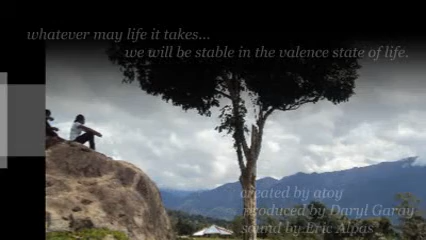 whatever may life it takes...
we will be stable in the valence state of life.
created by atoy
produced by Daryl Garay
sound by Eric Alpas